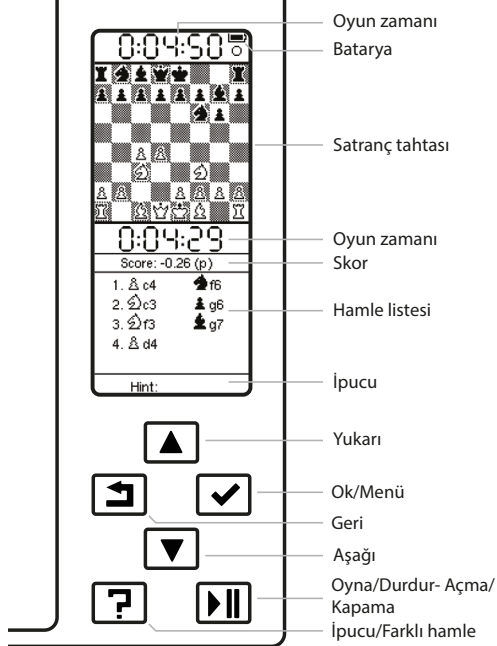 0:04:50
Oyun zamanı
Batarya
Satranç tahtası
0:04:29
Oyun zamanı
Score: -0.26 (p)
Skor
1. c4 f6
2. c3 g6
3. f3 g7
4. d4
Hamle listesi
Hint:
İpucu
Yukarı
Ok/Menü
Geri
Aşağı
?
Oyna/Durdur- Açma/
Kapama
İpucu/Farklı hamle